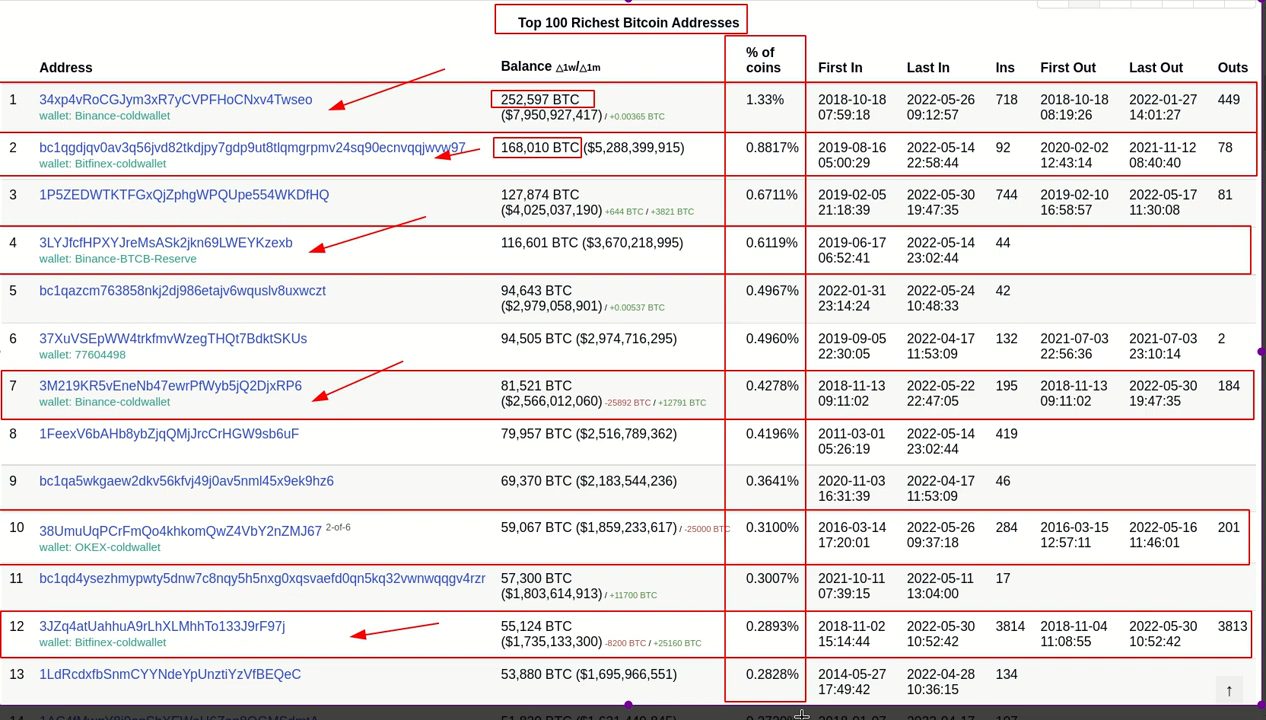 Top 100 Richest Bitcoin Addresses
Address Balance △1w/△1m % of coins First In Last In Ins First Out Last Out Outs
1 34xp4vRoCGJym3xR7yCVPFHoCNxv4Twseo 252,597 BTC 1.33% 2018-10-18 2022-05-26 718 2018-10-18 2022-01-27 449
wallet: Binance-coldwallet ($7,950,927,417) / +0.00365 BTC 07:59:18 09:12:57 08:19:26 14:01:27
2 bc1qgdjqv0av3q56jvd82tkdjpy7gdp9ut8tlqmgrpmv24sq90ecnvqqjwvw97 168,010 BTC ($5,288,399,915) 0.8817% 2019-08-16 2022-05-14 92 2020-02-02 2021-11-12 78
wallet: Bitfinex-coldwallet 05:00:29 22:58:44 12:43:14 08:40:40
3 1P5ZEDWTKTFGxQjZphgWPQUpe554WKDfHQ 127,874 BTC 0.6711% 2019-02-05 2022-05-30 744 2019-02-10 2022-05-17 81
($4,025,037,190) +644 BTC / +3821 BTC 21:18:39 19:47:35 16:58:57 11:30:08
4 3LYJfcfHPXYJreMsASk2jkn69LWEYKzexb 116,601 BTC ($3,670,218,995) 0.6119% 2019-06-17 2022-05-14 44
wallet: Binance-BTCB-Reserve 06:52:41 23:02:44
5 bc1qazcm763858nkj2dj986etajv6wquslv8uxwczt 94,643 BTC 0.4967% 2022-01-31 2022-05-24 42
($2,979,058,901) / +0.00537 BTC 23:14:24 10:48:33
6 37XuVSEpWW4trkfmvWzegTHQt7BdktSKUs 94,505 BTC ($2,974,716,295) 0.4960% 2019-09-05 2022-04-17 132 2021-07-03 2021-07-03 2
wallet: 77604498 22:30:05 11:53:09 22:56:36 23:10:14
7 3M219KR5vEneNb47ewrPfWyb5jQ2DjxRP6 81,521 BTC 0.4278% 2018-11-13 2022-05-22 195 2018-11-13 2022-05-30 184
wallet: Binance-coldwallet ($2,566,012,060) -25892 BTC / +12791 BTC 09:11:02 22:47:05 09:11:02 19:47:35
8 1FeexV6bAHb8ybZjqQMjJrcCrHGW9sb6uF 79,957 BTC ($2,516,789,362) 0.4196% 2011-03-01 2022-05-14 419
05:26:19 23:02:44
9 bc1qa5wkgaew2dkv56kfvj49j0av5nml45x9ek9hz6 69,370 BTC ($2,183,544,236) 0.3641% 2020-11-03 2022-04-17 46
16:31:39 11:53:09
10 38UmuUqPCrFmQo4khkomQwZ4VbY2nZMJ67 2-of-6 59,067 BTC ($1,859,233,617) / -25000 BTC 0.3100% 2016-03-14 2022-05-26 284 2016-03-15 2022-05-16 201
wallet: OKEX-coldwallet 17:20:01 09:37:18 12:57:11 11:46:01
11 bc1qd4ysezhmypwty5dnw7c8nqy5h5nxg0xqsvaefd0qn5kq32vwnwqqgv4rzr 57,300 BTC 0.3007% 2021-10-11 2022-05-11 17
($1,803,614,913) / +11700 BTC 07:39:15 13:04:00
12 3JZq4atUahhuA9rLhXLMhhTo133J9rF97j 55,124 BTC 0.2893% 2018-11-02 2022-05-30 3814 2018-11-04 2022-05-30 3813
wallet: Bitfinex-coldwallet ($1,735,133,300) -8200 BTC / +25160 BTC 15:14:44 10:52:42 11:08:55 10:52:42
13 1LdRcdxfbSnmCYYNdeYpUnztiYzVfBEQeC 53,880 BTC ($1,695,966,551) 0.2828% 2014-05-27 2022-04-28 134
17:49:42 10:36:15